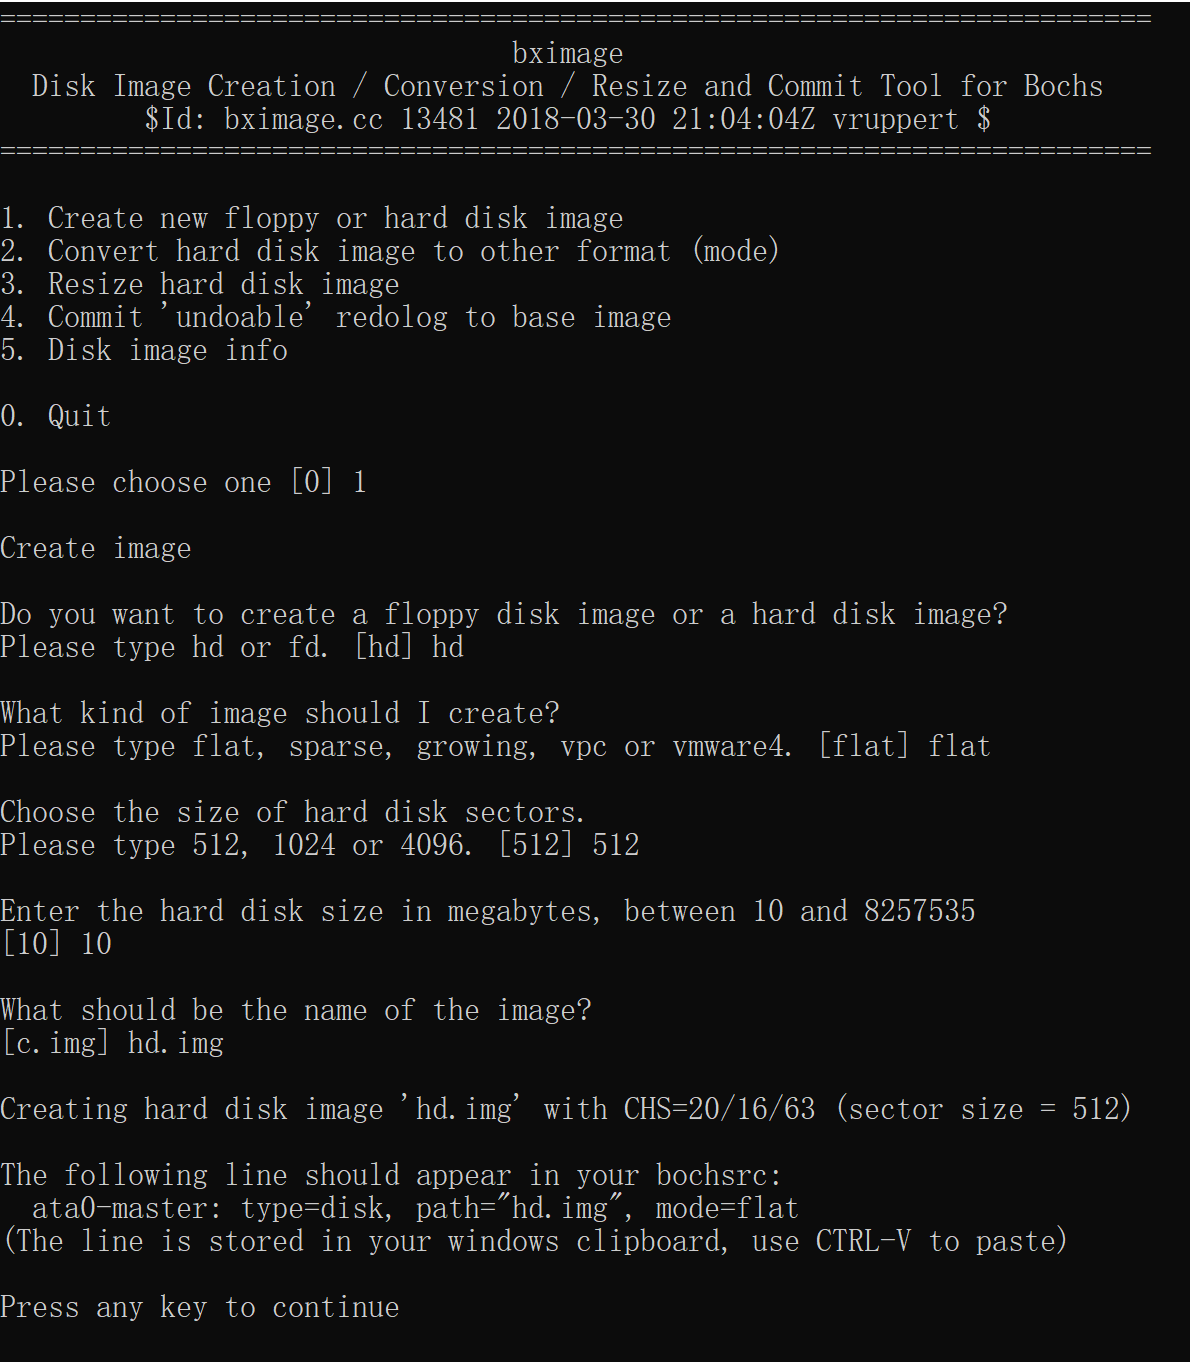 ========================================================================
bximage
Disk Image Creation / Conversion / Resize and Commit Tool for Bochs
$Id: bximage.cc 13481 2018-03-30 21:04:04Z vruppert $
========================================================================
1. Create new floppy or hard disk image
2. Convert hard disk image to other format (mode)
3. Resize hard disk image
4. Commit 'undoable' redolog to base image
5. Disk image info
0. Quit
Please choose one [0] 1
Create image
Do you want to create a floppy disk image or a hard disk image?
Please type hd or fd. [hd] hd
What kind of image should I create?
Please type flat, sparse, growing, vpc or vmware4. [flat] flat
Choose the size of hard disk sectors.
Please type 512, 1024 or 4096. [512] 512
Enter the hard disk size in megabytes, between 10 and 8257535
[10] 10
What should be the name of the image?
[c.img] hd.img
Creating hard disk image 'hd.img' with CHS=20/16/63 (sector size = 512)
The following line should appear in your bochsrc:
ata0-master: type=disk, path="hd.img", mode=flat
(The line is stored in your windows clipboard, use CTRL-V to paste)
Press any key to continue